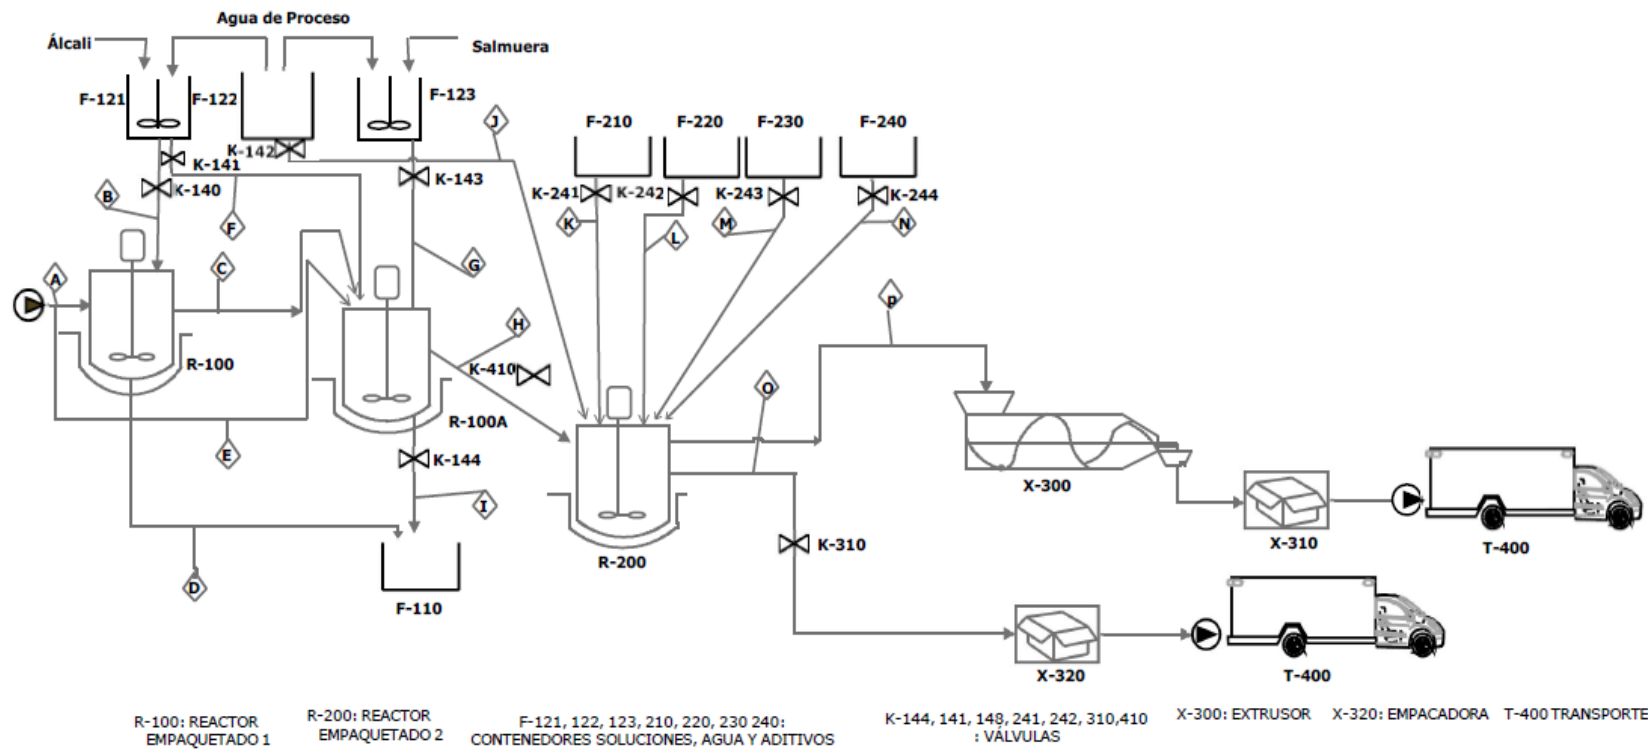 Agua de Proceso
Álcali
Salmuera
F-121
F-122
F-123
K-141
K-142
K-140
K-143
J
B
F
G
A
C
H
R-100
K-410
R-100A
E
K-144
I
D
F-110
F-210
F-220
F-230
F-240
K-241
K-242
K-243
K-244
K
L
M
N
p
O
R-200
K-310
X-300
X-310
T-400
X-320
T-400
R-100: REACTOR
EMPAQUETADO 1
R-200: REACTOR
EMPAQUETADO 2
F-121, 122, 123, 210, 220, 230 240:
CONTENEDORES SOLUCIONES, AGUA Y ADITIVOS
K-144, 141, 148, 241, 242, 310,410
: VÁLVULAS
X-300: EXTRUSOR
X-320: EMPACADORA
T-400 TRANSPORTE